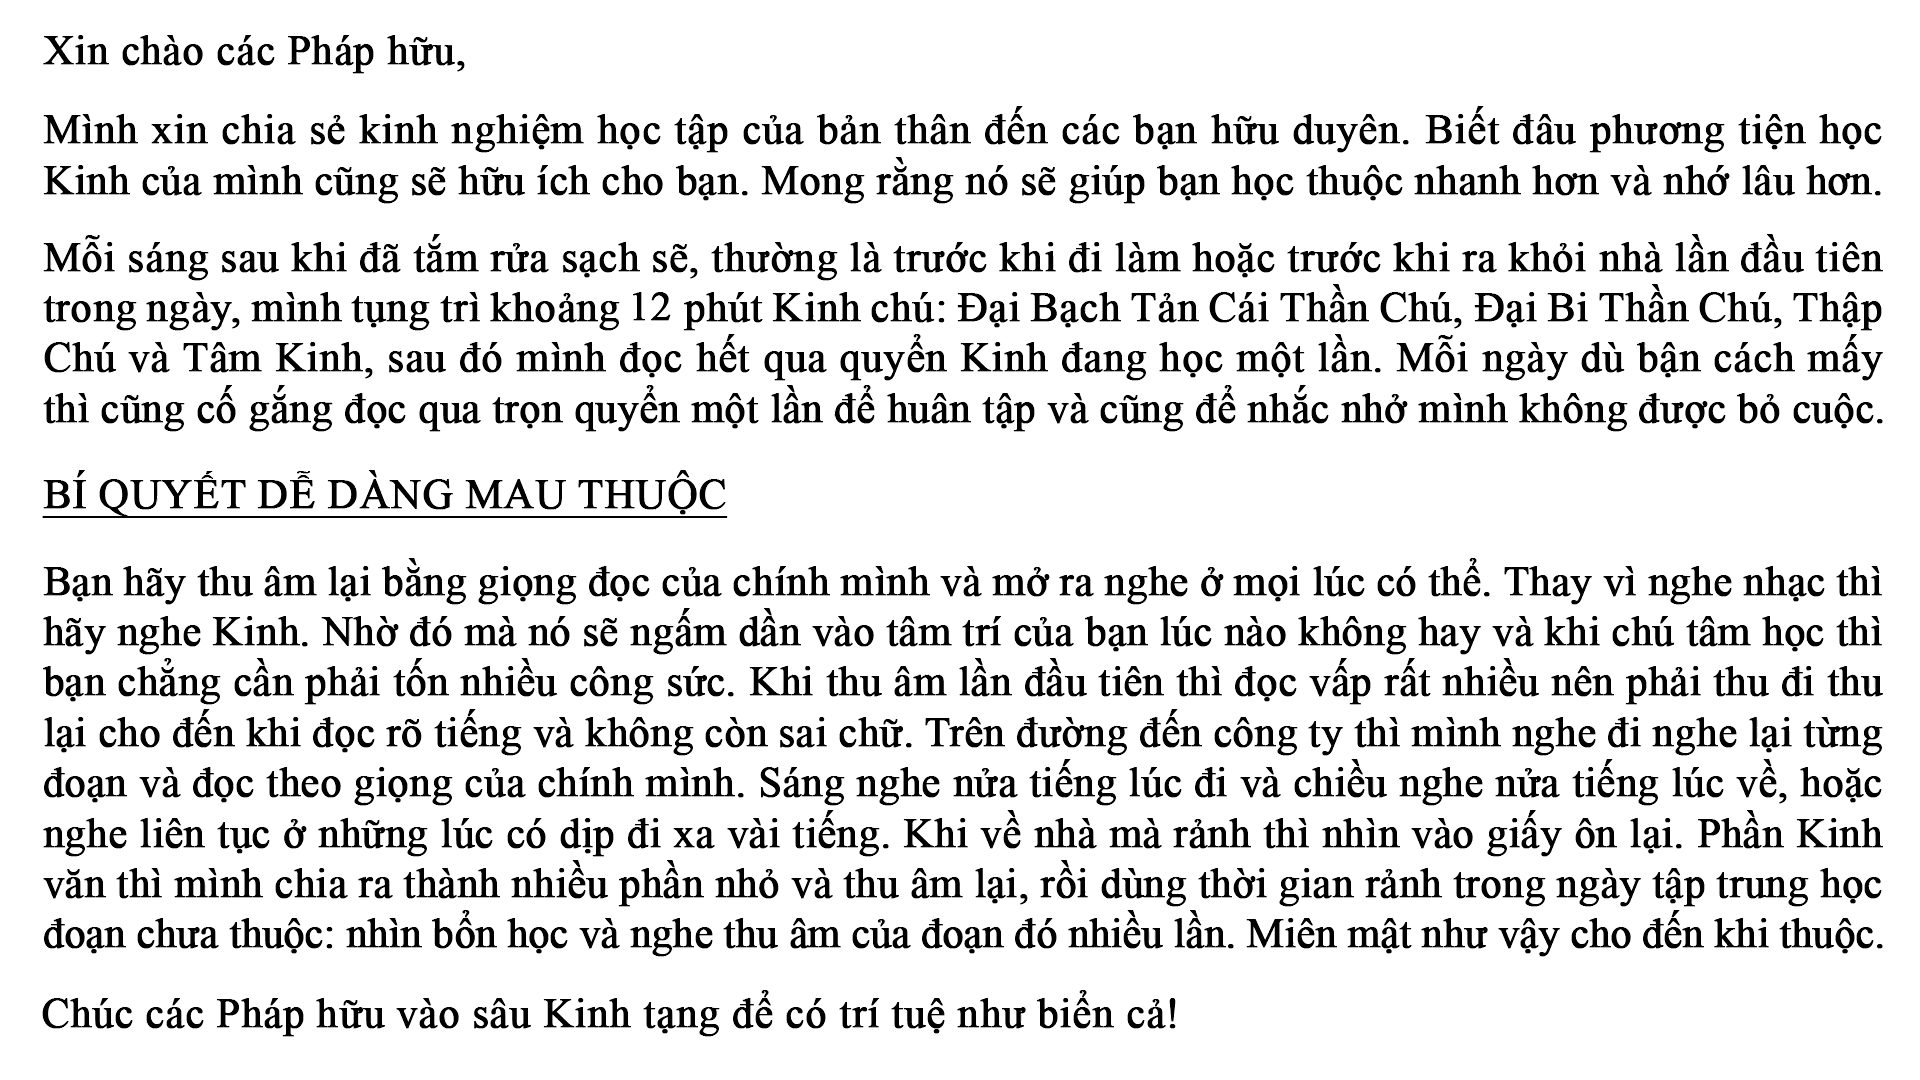 Xin chào các Pháp hữu,
Mình xin chia sẻ kinh nghiệm học tập của bản thân đến các bạn hữu duyên. Biết đâu phương tiện học
Kinh của mình cũng sẽ hữu ích cho bạn. Mong rằng nó sẽ giúp bạn học thuộc nhanh hơn và nhớ lâu hơn.
Mỗi sáng sau khi đã tắm rửa sạch sẽ, thường là trước khi đi làm hoặc trước khi ra khỏi nhà lần đầu tiên
trong ngày, mình tụng trì khoảng 12 phút Kinh chú: Đại Bạch Tản Cái Thần Chú, Đại Bi Thần Chú, Thập
Chú và Tâm Kinh, sau đó mình đọc hết qua quyển Kinh đang học một lần. Mỗi ngày dù bận cách mấy
thì cũng cố gắng đọc qua trọn quyển một lần để huân tập và cũng để nhắc nhở mình không được bỏ cuộc.
BÍ QUYẾT DỄ DÀNG MAU THUỘC
Bạn hãy thu âm lại bằng giọng đọc của chính mình và mở ra nghe ở mọi lúc có thể. Thay vì nghe nhạc thì
hãy nghe Kinh. Nhờ đó mà nó sẽ ngấm dần vào tâm trí của bạn lúc nào không hay và khi chú tâm học thì
bạn chẳng cần phải tốn nhiều công sức. Khi thu âm lần đầu tiên thì đọc vấp rất nhiều nên phải thu đi thu
lại cho đến khi đọc rõ tiếng và không còn sai chữ. Trên đường đến công ty thì mình nghe đi nghe lại từng
đoạn và đọc theo giọng của chính mình. Sáng nghe nửa tiếng lúc đi và chiều nghe nửa tiếng lúc về, hoặc
nghe liên tục ở những lúc có dịp đi xa vài tiếng. Khi về nhà mà rảnh thì nhìn vào giấy ôn lại. Phần Kinh
văn thì mình chia ra thành nhiều phần nhỏ và thu âm lại, rồi dùng thời gian rảnh trong ngày tập trung học
đoạn chưa thuộc: nhìn bổn học và nghe thu âm của đoạn đó nhiều lần. Miên mật như vậy cho đến khi thuộc.
Chúc các Pháp hữu vào sâu Kinh tạng để có trí tuệ như biển cả!